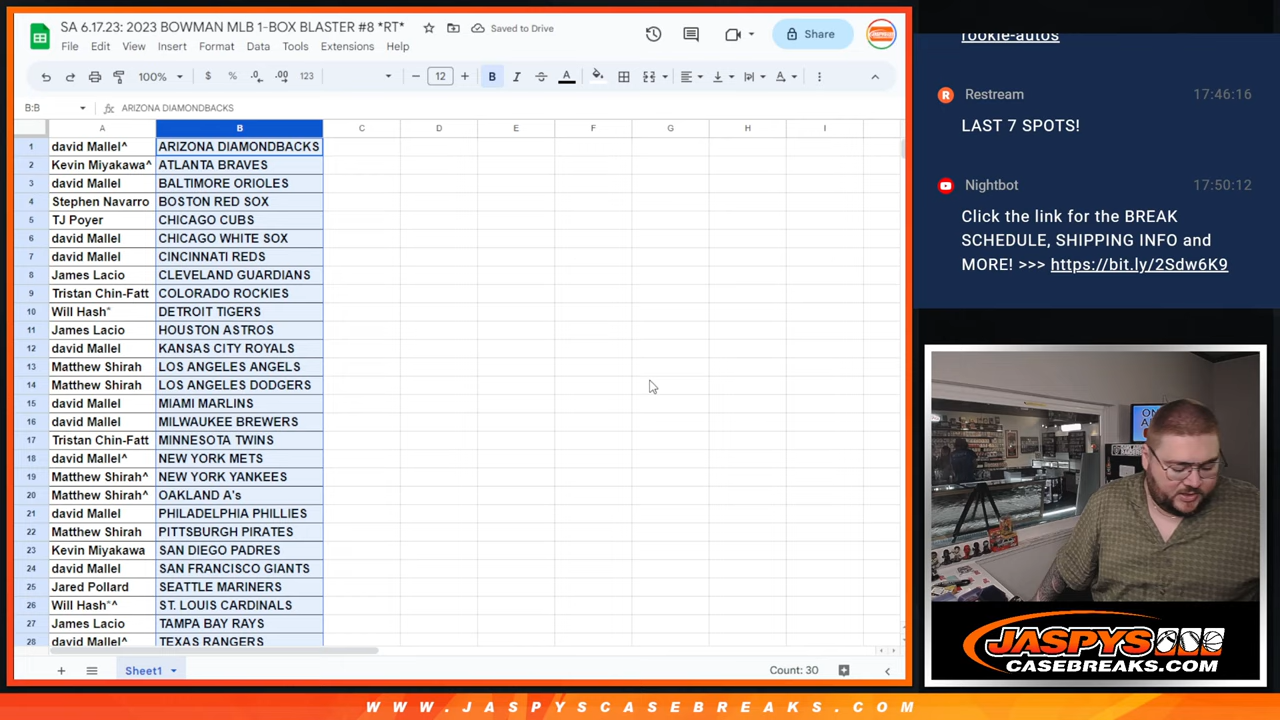 SA 6.17.23: 2023 BOWMAN MLB 1-BOX BLASTER #8 *RT*
Saved to Drive
Share
File Edit View Insert Format Data Tools Extensions Help
100% $ % .0 .00 123 12 B I A
B:B ARIZONA DIAMONDBACKS
A B C D E F G H I
1 david Mallel^ ARIZONA DIAMONDBACKS
2 Kevin Miyakawa^ ATLANTA BRAVES
3 david Mallel BALTIMORE ORIOLES
4 Stephen Navarro BOSTON RED SOX
5 TJ Poyer CHICAGO CUBS
6 david Mallel CHICAGO WHITE SOX
7 david Mallel CINCINNATI REDS
8 James Lacio CLEVELAND GUARDIANS
9 Tristan Chin-Fatt COLORADO ROCKIES
10 Will Hash* DETROIT TIGERS
11 James Lacio HOUSTON ASTROS
12 david Mallel KANSAS CITY ROYALS
13 Matthew Shirah LOS ANGELES ANGELS
14 Matthew Shirah LOS ANGELES DODGERS
15 david Mallel MIAMI MARLINS
16 david Mallel MILWAUKEE BREWERS
17 Tristan Chin-Fatt MINNESOTA TWINS
18 david Mallel^ NEW YORK METS
19 Matthew Shirah^ NEW YORK YANKEES
20 Matthew Shirah^ OAKLAND A's
21 david Mallel PHILADELPHIA PHILLIES
22 Matthew Shirah PITTSBURGH PIRATES
23 Kevin Miyakawa SAN DIEGO PADRES
24 david Mallel SAN FRANCISCO GIANTS
25 Jared Pollard SEATTLE MARINERS
26 Will Hash*^ ST. LOUIS CARDINALS
27 James Lacio TAMPA BAY RAYS
28 david Mallel^ TEXAS RANGERS
Sheet1
Count: 30
rookie-autos
Restream 17:46:16
LAST 7 SPOTS!
Nightbot 17:50:12
Click the link for the BREAK
SCHEDULE, SHIPPING INFO and
MORE! >>> https://bit.ly/2Sdw6K9
JASPYS
CASEBREAKS.COM
WWW.JASPYSCASEBREAKS.COM